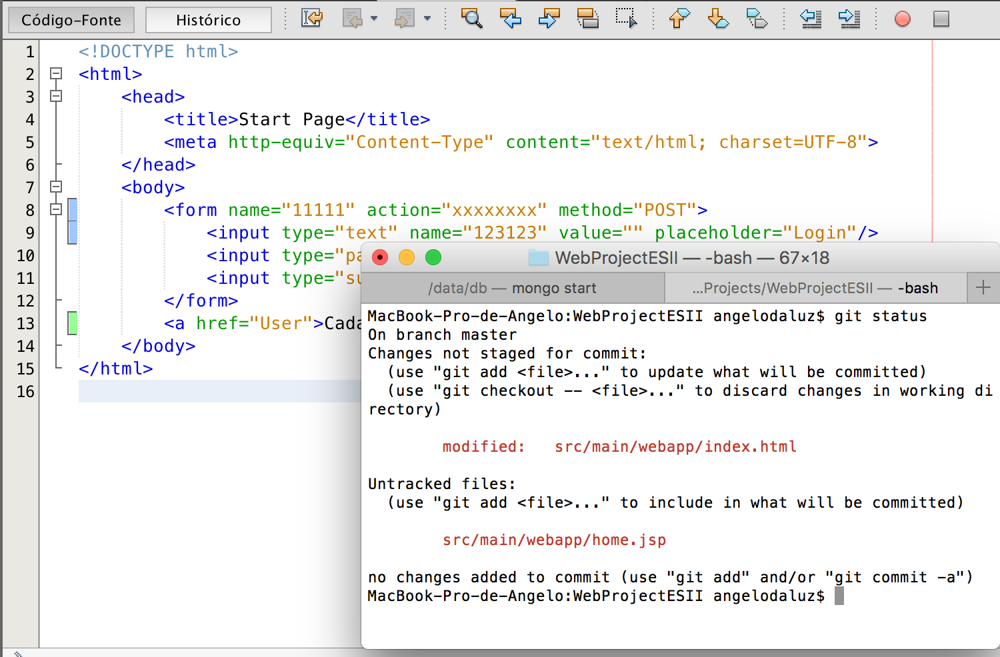 Código-Fonte Histórico
1 <!DOCTYPE html>
2 <html>
3 <head>
4 <title>Start Page</title>
5 <meta http-equiv="Content-Type" content="text/html; charset=UTF-8">
6 </head>
7 <body>
8 <form name="11111" action="xxxxxxxx" method="POST">
9 <input type="text" name="123123" value="" placeholder="Login"/>
10 <input type="pa
11 <input type="su
12 </form>
13 <a href="User">Cada
14 </body>
15 </html>
16
WebProjectESII — -bash — 67×18
/data/db — mongo start
...Projects/WebProjectESII — -bash
MacBook-Pro-de-Angelo:WebProjectESII angelodaluz$ git status
On branch master
Changes not staged for commit:
(use "git add <file>..." to update what will be committed)
(use "git checkout -- <file>..." to discard changes in working di
rectory)
modified: src/main/webapp/index.html
Untracked files:
(use "git add <file>..." to include in what will be committed)
src/main/webapp/home.jsp
no changes added to commit (use "git add" and/or "git commit -a")
MacBook-Pro-de-Angelo:WebProjectESII angelodaluz$